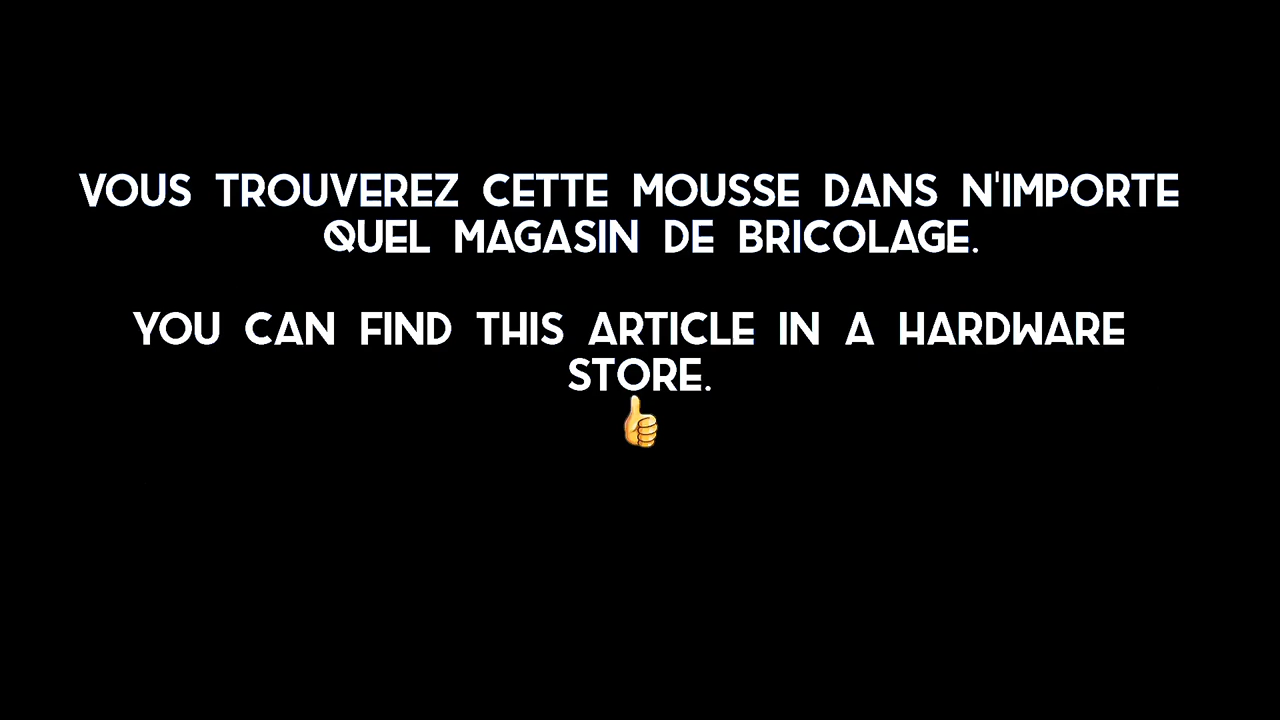 VOUS TROUVEREZ CETTE MOUSSE DANS N'IMPORTE
QUEL MAGASIN DE BRICOLAGE.
YOU CAN FIND THIS ARTICLE IN A HARDWARE
STORE.
👍